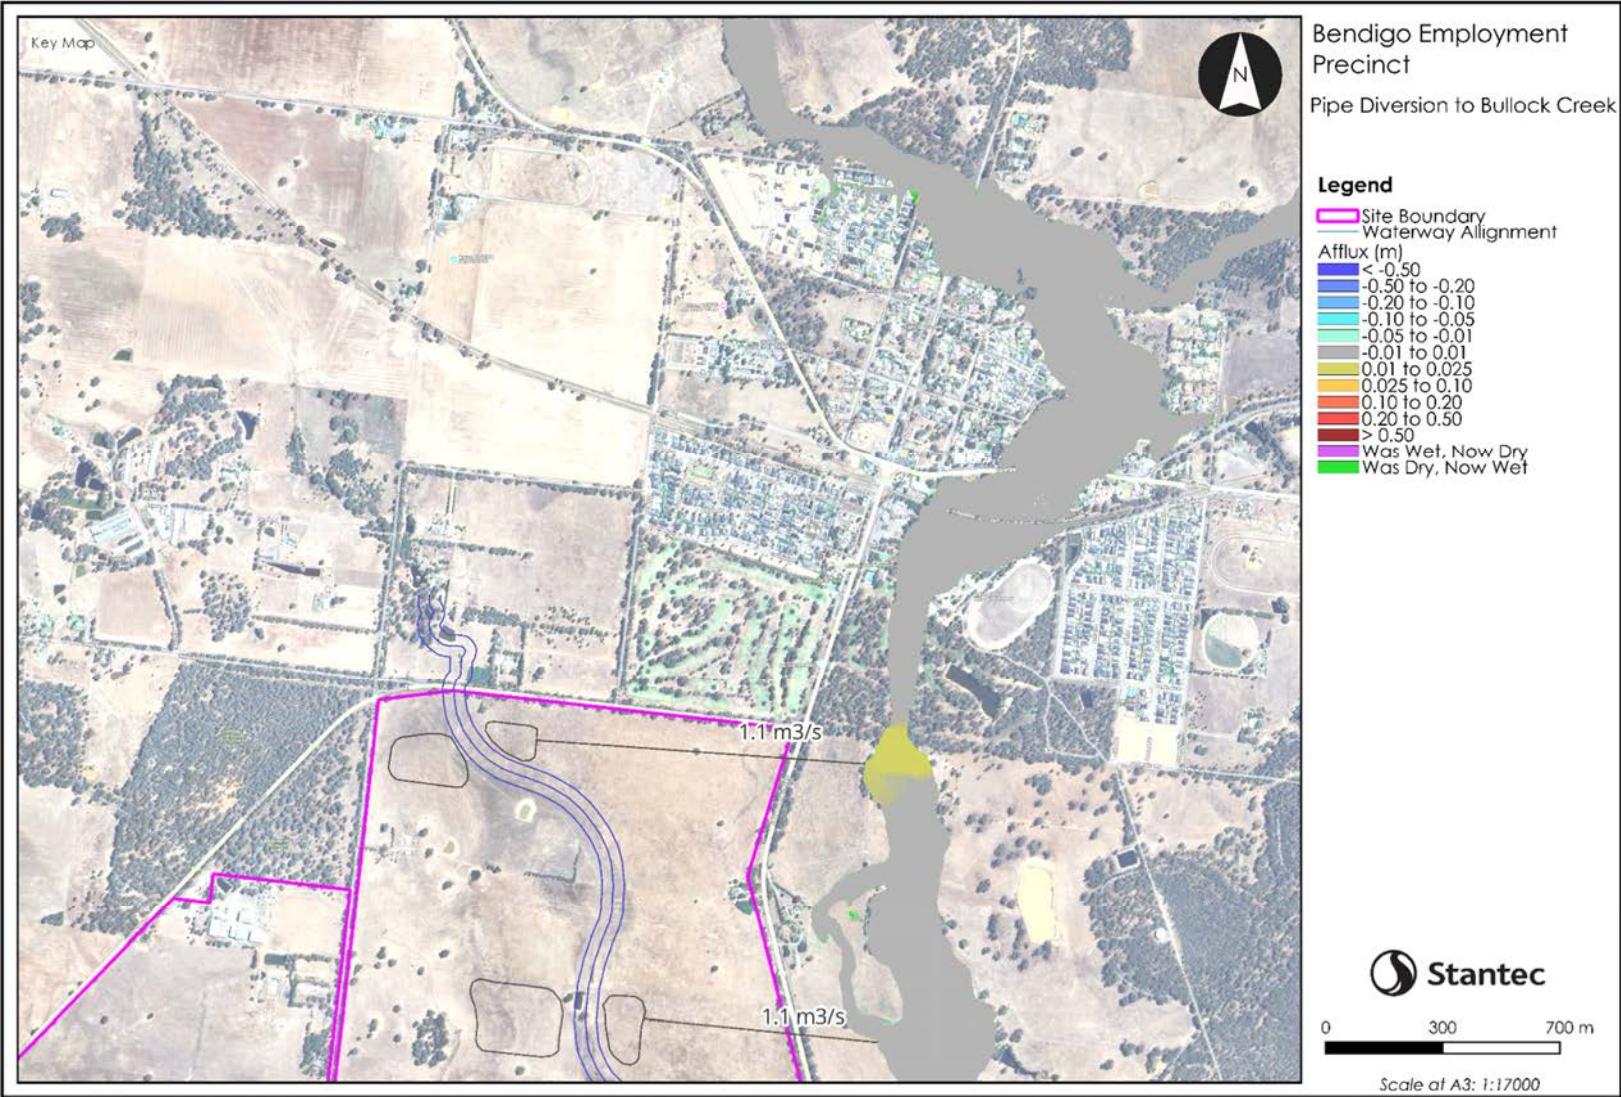 Key Map
N
1.1 m3/s
1.1 m3/s
Bendigo Employment
Precinct
Pipe Diversion to Bullock Creek
Legend
Site Boundary
Waterway Allignment
Afflux (m)
< -0.50
-0.50 to -0.20
-0.20 to -0.10
-0.10 to -0.05
-0.05 to -0.01
-0.01 to 0.01
0.01 to 0.025
0.025 to 0.10
0.10 to 0.20
0.20 to 0.50
> 0.50
Was Wet, Now Dry
Was Dry, Now Wet
Stantec
0 300 700 m
Scale at A3: 1:17000